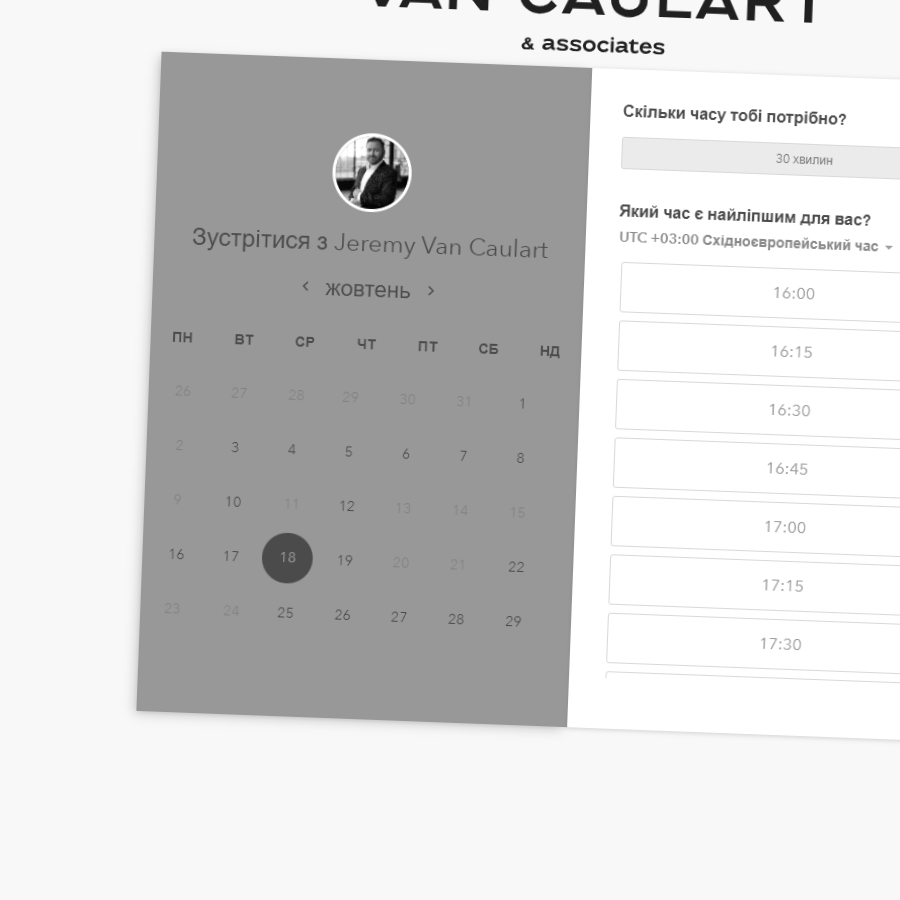 VAN CAULART
& associates
Зустрітися з Jeremy Van Caulart
жовтень
ПН ВТ СР ЧТ ПТ СБ НД
26 27 28 29 30 31 1
2 3 4 5 6 7 8
9 10 11 12 13 14 15
16 17 18 19 20 21 22
23 24 25 26 27 28 29
Скільки часу тобі потрібно?
30 хвилин
Який час є найліпшим для вас?
UTC +03:00 Східноєвропейський час
16:00
16:15
16:30
16:45
17:00
17:15
17:30